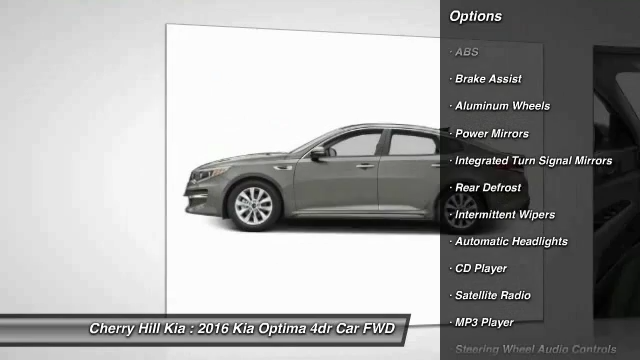 Options
ABS
Brake Assist
Aluminum Wheels
Power Mirrors
Integrated Turn Signal Mirrors
Rear Defrost
Intermittent Wipers
Automatic Headlights
CD Player
Satellite Radio
MP3 Player
Steering Wheel Audio Controls
Cherry Hill Kia : 2016 Kia Optima 4dr Car FWD